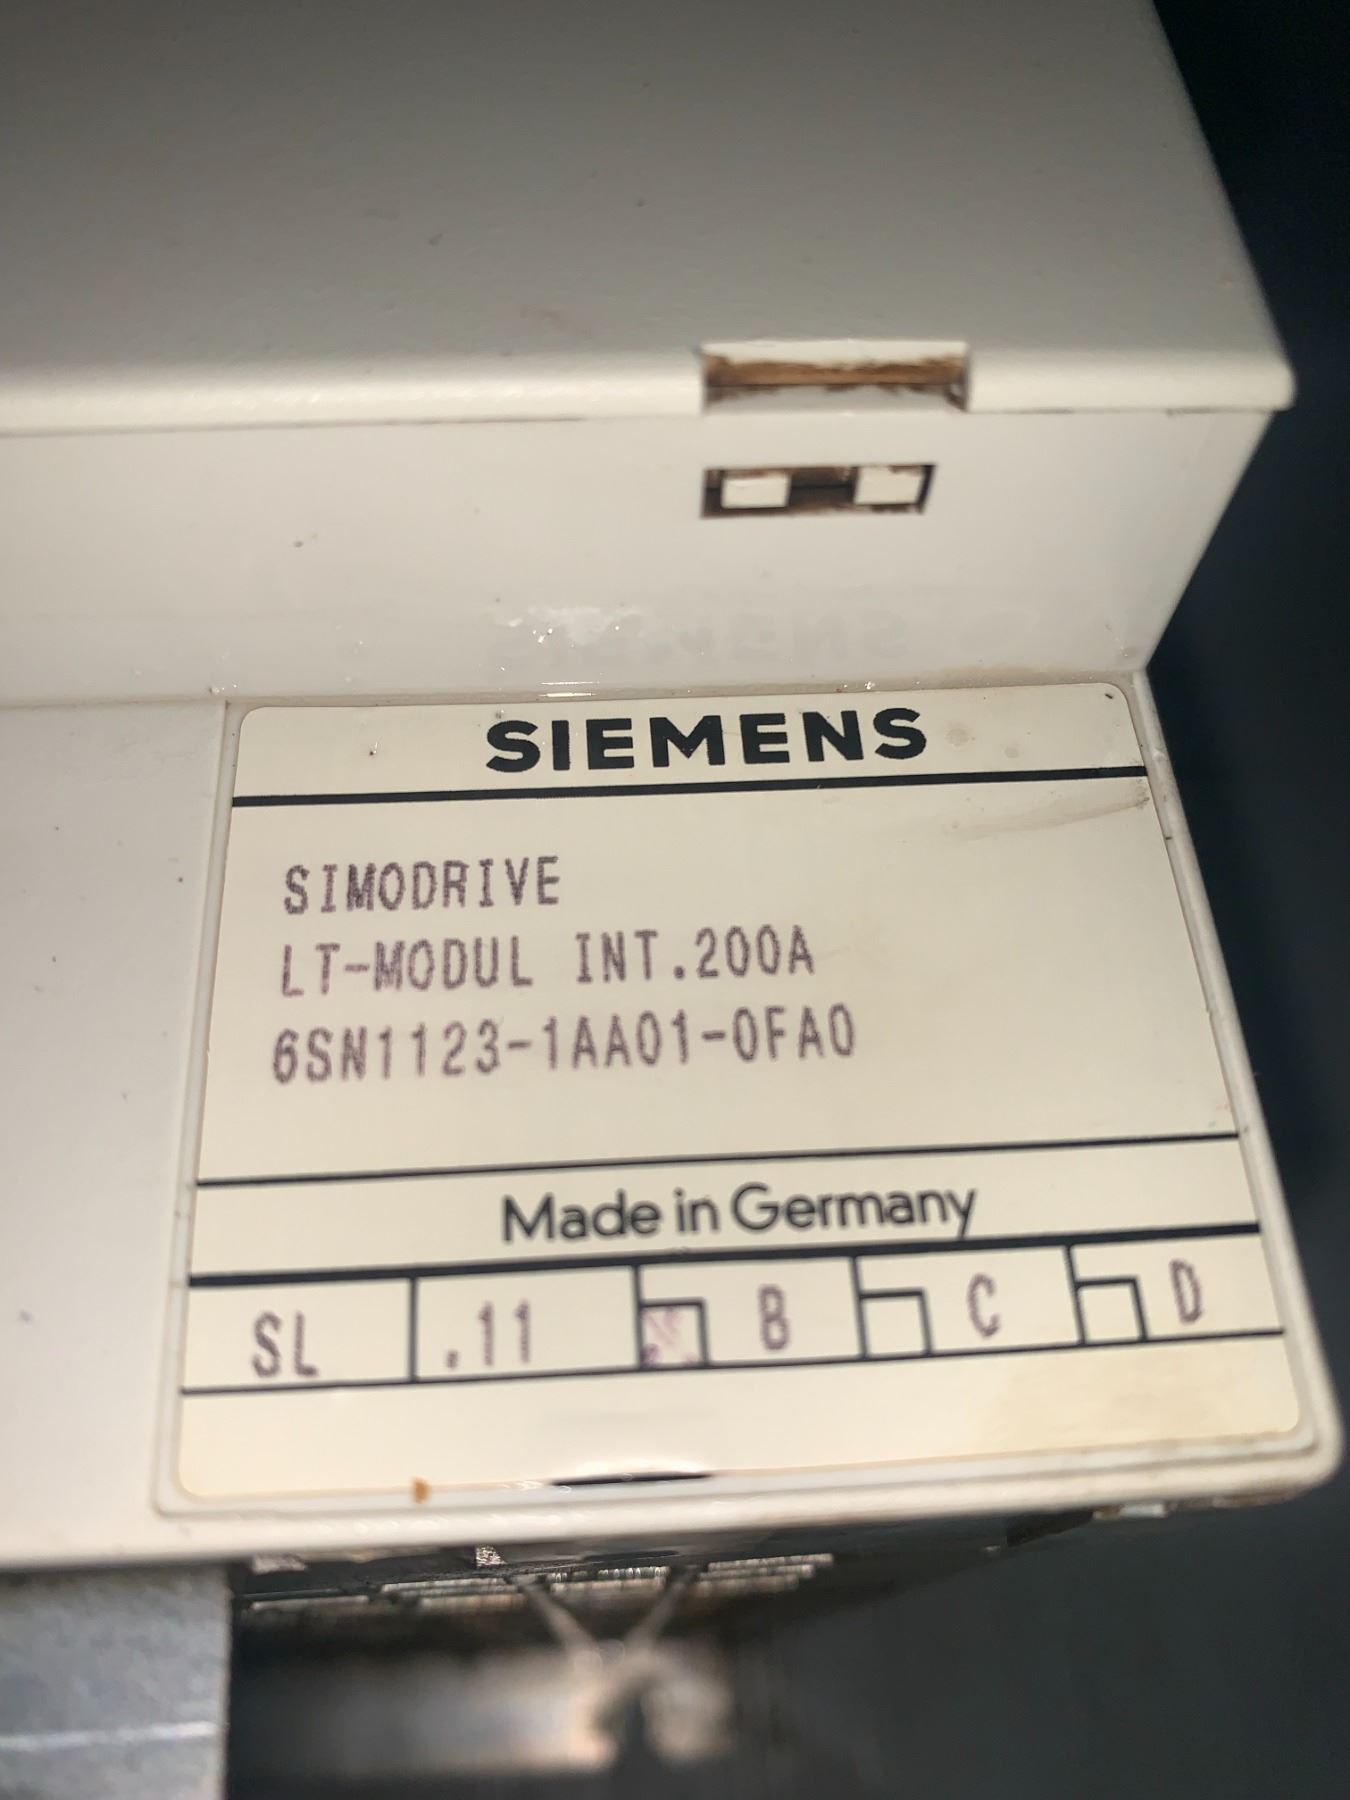 SIEMENS
SIMODRIVE
LT-MODUL INT.200A
6SN1123-1AA01-0FA0
Made in Germany
SL .11 B C D